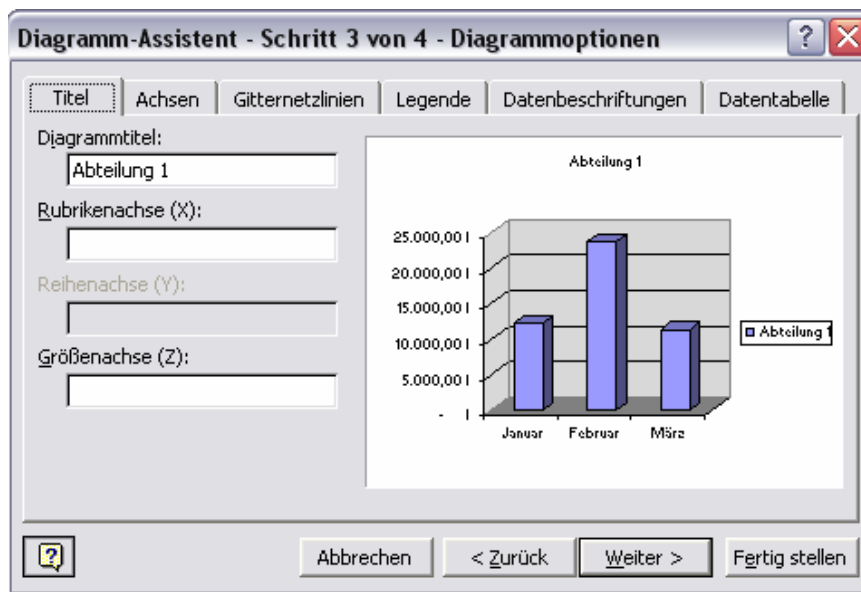 Diagramm-Assistent - Schritt 3 von 4 - Diagrammoptionen
Titel Achsen Gitternetzlinien Legende Datenbeschriftungen Datentabelle
Diagrammtitel:
Abteilung 1
Rubrikenachse (X):
Reihenachse (Y):
Größenachse (Z):
Abteilung 1
25.000,00 l
20.000,00 l
15.000,00 l
10.000,00 l
5.000,00 l
- l
Januar Februar März
Abteilung 1
Abbrechen < Zurück Weiter > Fertig stellen